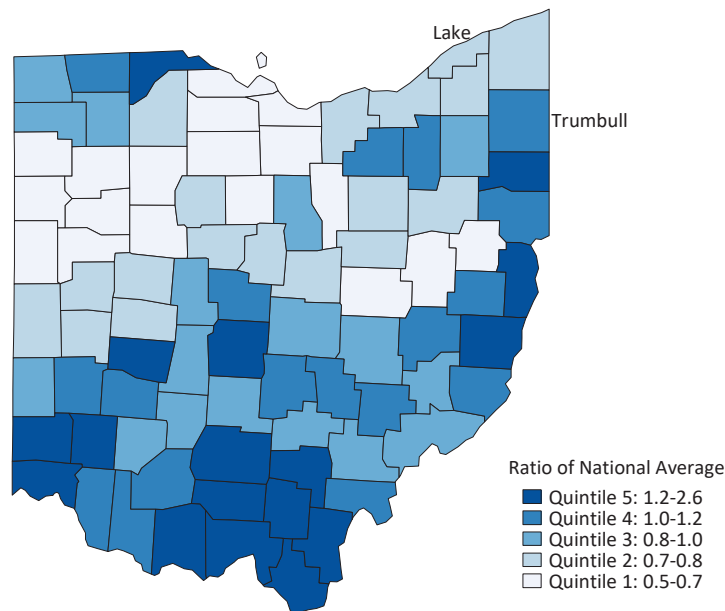 Lake
Trumbull
Ratio of National Average
Quintile 5: 1.2-2.6
Quintile 4: 1.0-1.2
Quintile 3: 0.8-1.0
Quintile 2: 0.7-0.8
Quintile 1: 0.5-0.7